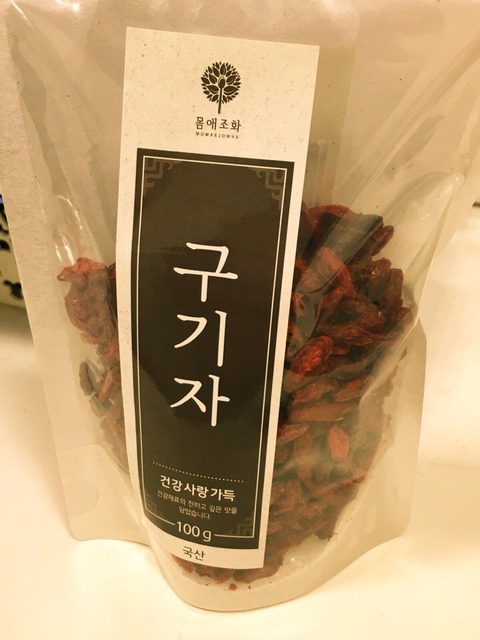 몸애조화
MOMAEJOWHA
구기자
건강사랑가득
건강재료의 진하고 깊은 맛을
담았습니다.
100g
국산